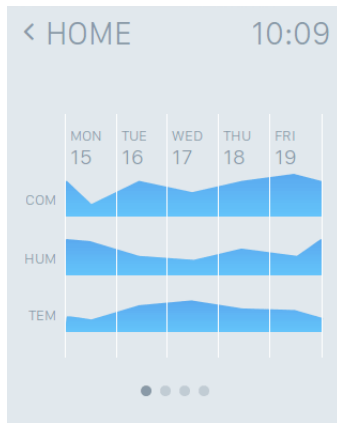 < HOME 10:09
MON TUE WED THU FRI
15 16 17 18 19
COM
HUM
TEM